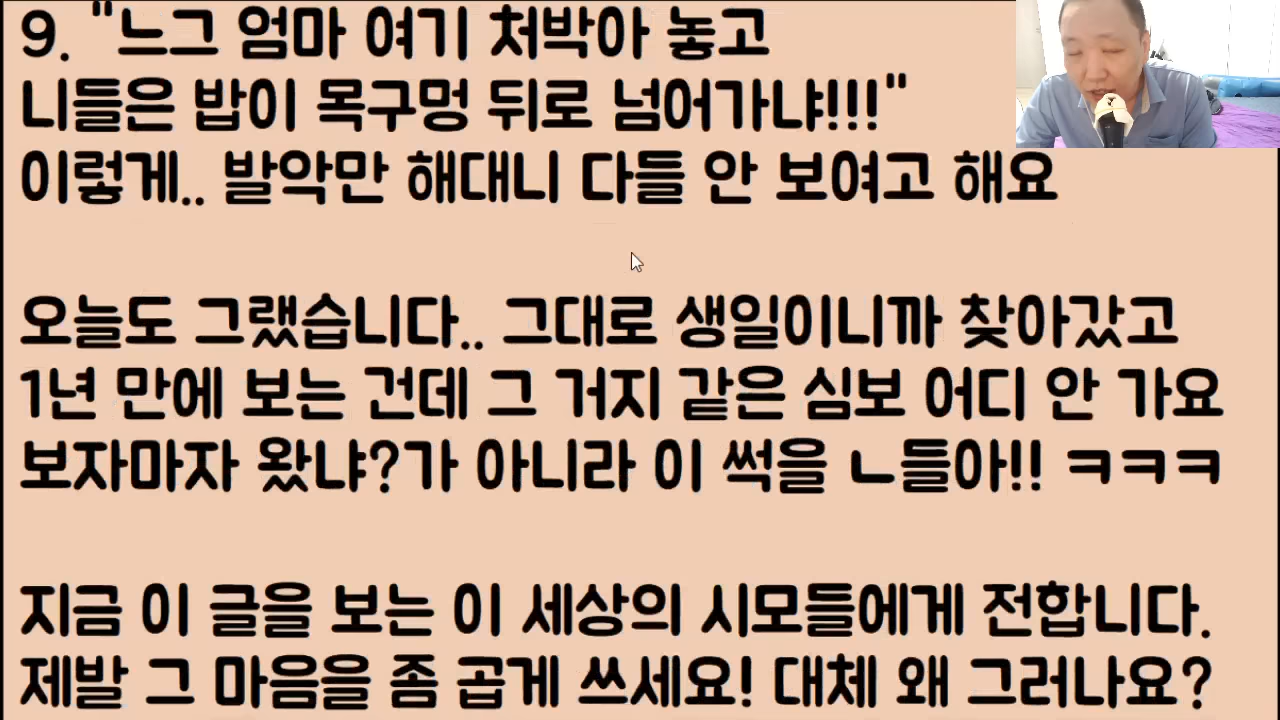 9. "느그 엄마 여기 처박아 놓고
니들은 밥이 목구멍 뒤로 넘어가냐!!!"
이렇게.. 발악만 해대니 다들 안 보여고 해요
오늘도 그랬습니다.. 그대로 생일이니까 찾아갔고
1년 만에 보는 건데 그 거지 같은 심보 어디 안 가요
보자마자 왔냐?가 아니라 이 썩을 ㄴ들아!! ㅋㅋㅋ
지금 이 글을 보는 이 세상의 시모들에게 전합니다.
제발 그 마음을 좀 곱게 쓰세요! 대체 왜 그러나요?